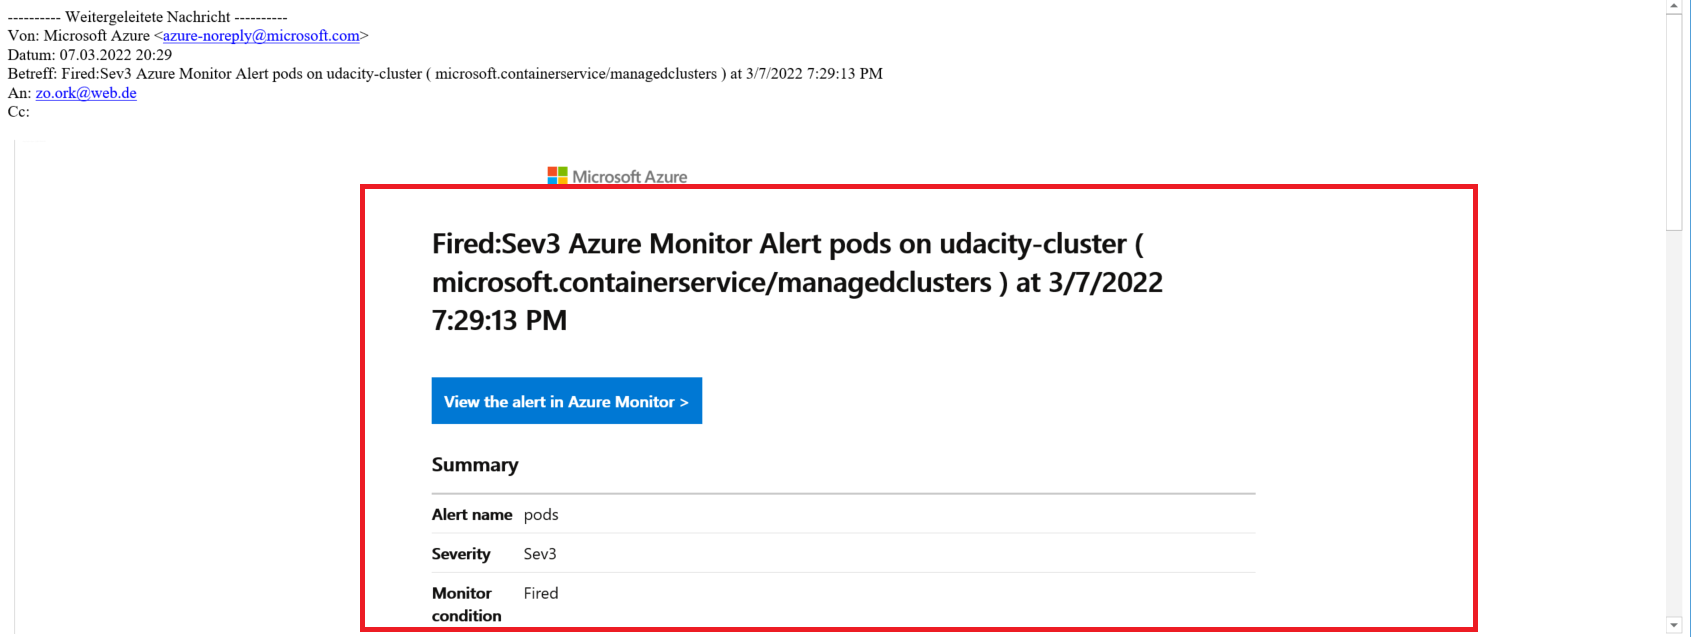 ---------- Weitergeleitete Nachricht ----------
Von: Microsoft Azure <azure-noreply@microsoft.com>
Datum: 07.03.2022 20:29
Betreff: Fired:Sev3 Azure Monitor Alert pods on udacity-cluster ( microsoft.containerservice/managedclusters ) at 3/7/2022 7:29:13 PM
An: zo.ork@web.de
Cc:
Microsoft Azure
Fired:Sev3 Azure Monitor Alert pods on udacity-cluster (
microsoft.containerservice/managedclusters ) at 3/7/2022
7:29:13 PM
View the alert in Azure Monitor >
Summary
Alert name pods
Severity Sev3
Monitor Fired
condition